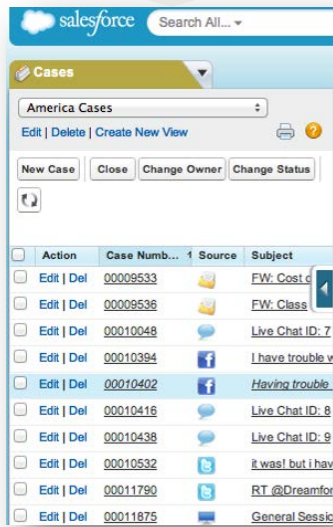 salesforce Search All...
Cases
America Cases
Edit | Delete | Create New View
New Case Close Change Owner Change Status
Action Case Numb... Source Subject
Edit | Del 00009533 FW: Cost
Edit | Del 00009536 FW: Class
Edit | Del 00010048 Live Chat ID: 7
Edit | Del 00010394 I have trouble w
Edit | Del 00010402 Having trouble
Edit | Del 00010416 Live Chat ID: 8
Edit | Del 00010438 Live Chat ID: 9
Edit | Del 00010532 it was! but i hav
Edit | Del 00011790 RT @Dreamfor
Edit | Del 00011875 General Sessio